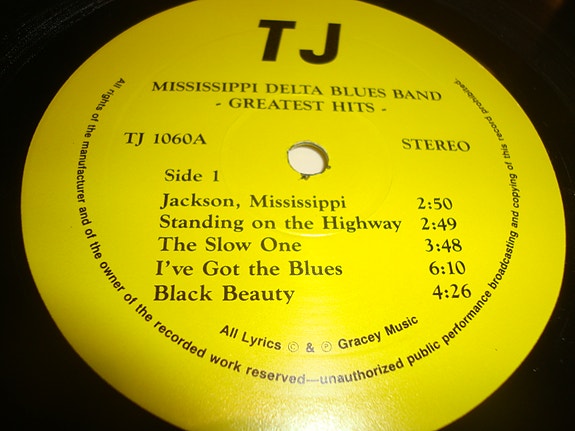 TJ
MISSISSIPPI DELTA BLUES BAND
- GREATEST HITS -
TJ 1060A
STEREO
Side 1
Jackson, Mississippi 2:50
Standing on the Highway 2:49
The Slow One 3:48
I've Got the Blues 6:10
Black Beauty 4:26
All Lyrics © & ℗ Gracey Music
All rights of the manufacturer and of the owner of the recorded work reserved—unauthorized public performance broadcasting and copying of this record prohibited.